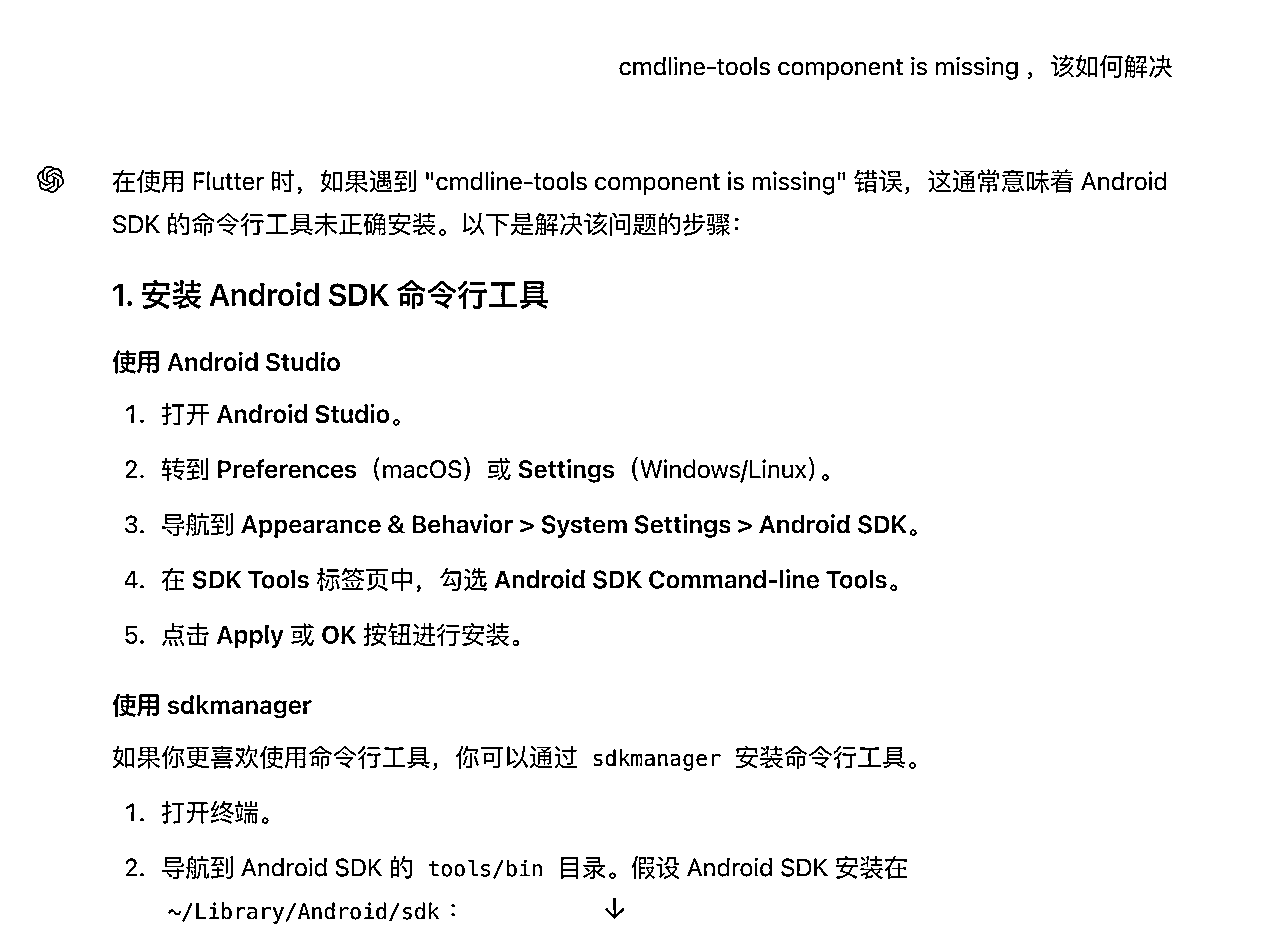 cmdline-tools component is missing ，该如何解决
在使用 Flutter 时，如果遇到 "cmdline-tools component is missing" 错误，这通常意味着 Android
SDK 的命令行工具未正确安装。以下是解决该问题的步骤：
1. 安装 Android SDK 命令行工具
使用 Android Studio
1. 打开 Android Studio。
2. 转到 Preferences（macOS）或 Settings（Windows/Linux）。
3. 导航到 Appearance & Behavior > System Settings > Android SDK。
4. 在 SDK Tools 标签页中，勾选 Android SDK Command-line Tools。
5. 点击 Apply 或 OK 按钮进行安装。
使用 sdkmanager
如果你更喜欢使用命令行工具，你可以通过 sdkmanager 安装命令行工具。
1. 打开终端。
2. 导航到 Android SDK 的 tools/bin 目录。假设 Android SDK 安装在
~/Library/Android/sdk：